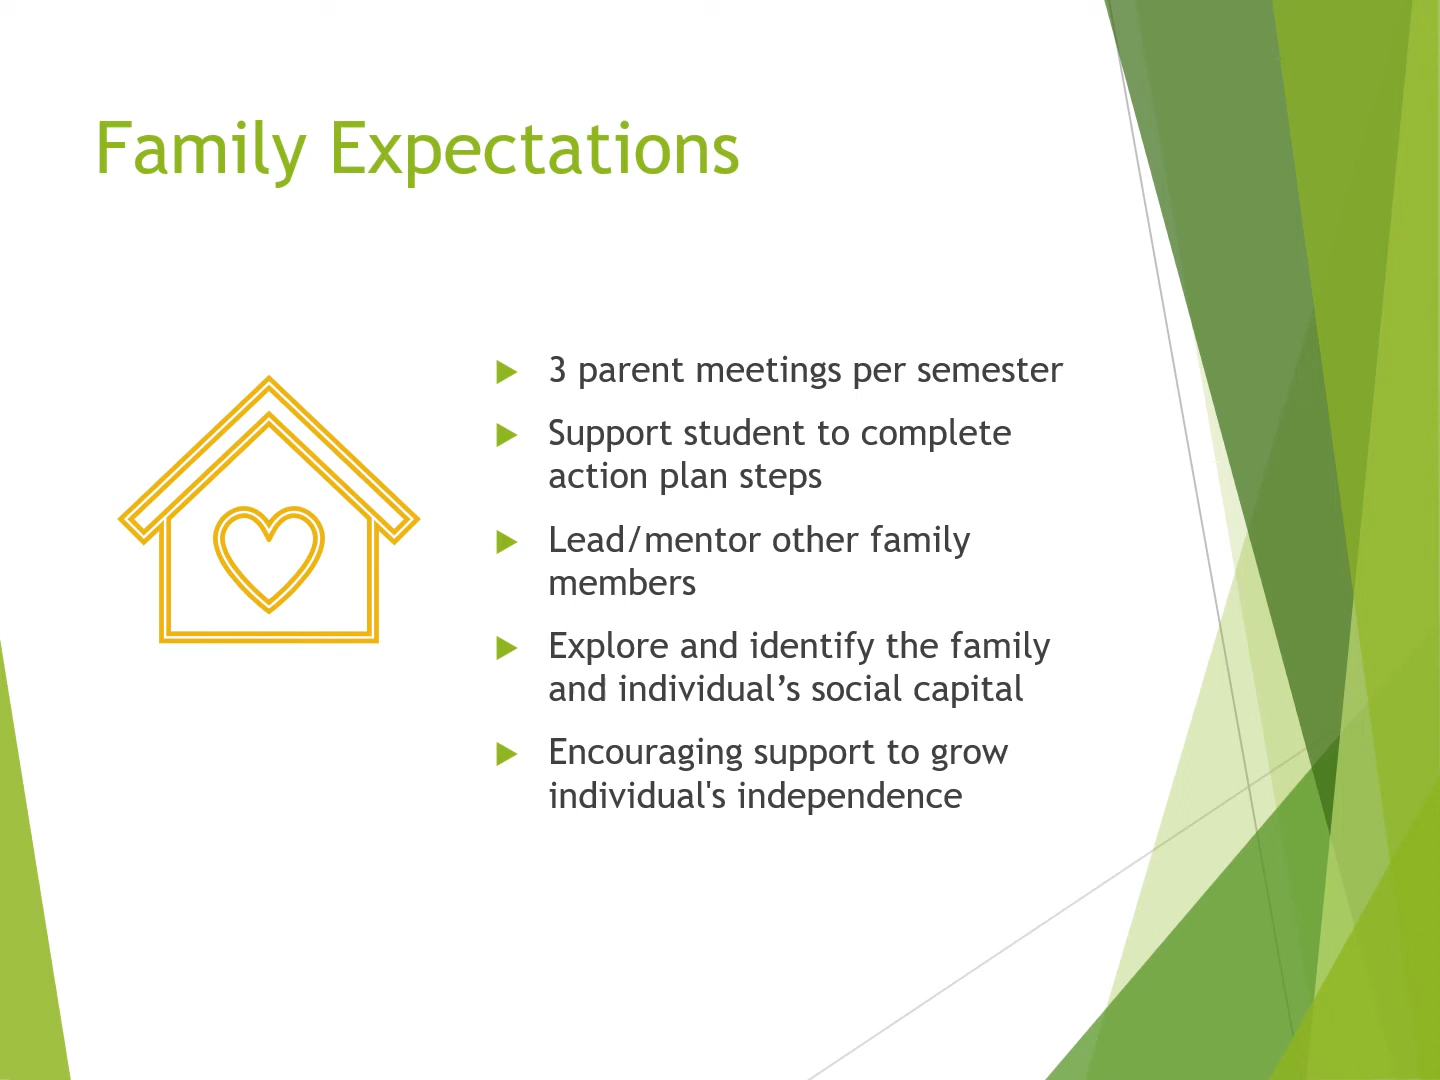 Family Expectations
3 parent meetings per semester
Support student to complete
action plan steps
Lead/mentor other family
members
Explore and identify the family
and individual’s social capital
Encouraging support to grow
individual's independence